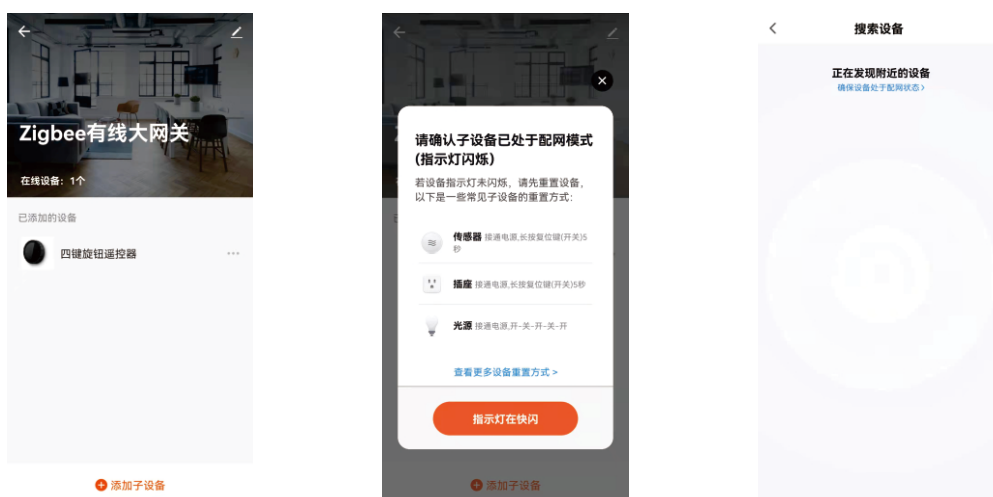 Zigbee有线大网关
在线设备：1个
已添加的设备
四键旋钮遥控器
添加子设备
请确认子设备已处于配网模式
(指示灯闪烁)
若设备指示灯未闪烁，请先重置设备，
以下是一些常见子设备的重置方式：
传感器 接通电源,长按复位键(开关)5
秒
插座 接通电源,长按复位键(开关)5秒
光源 接通电源,开-关-开-关-开
查看更多设备重置方式 >
指示灯在快闪
添加子设备
搜索设备
正在发现附近的设备
确保设备处于配网状态 >